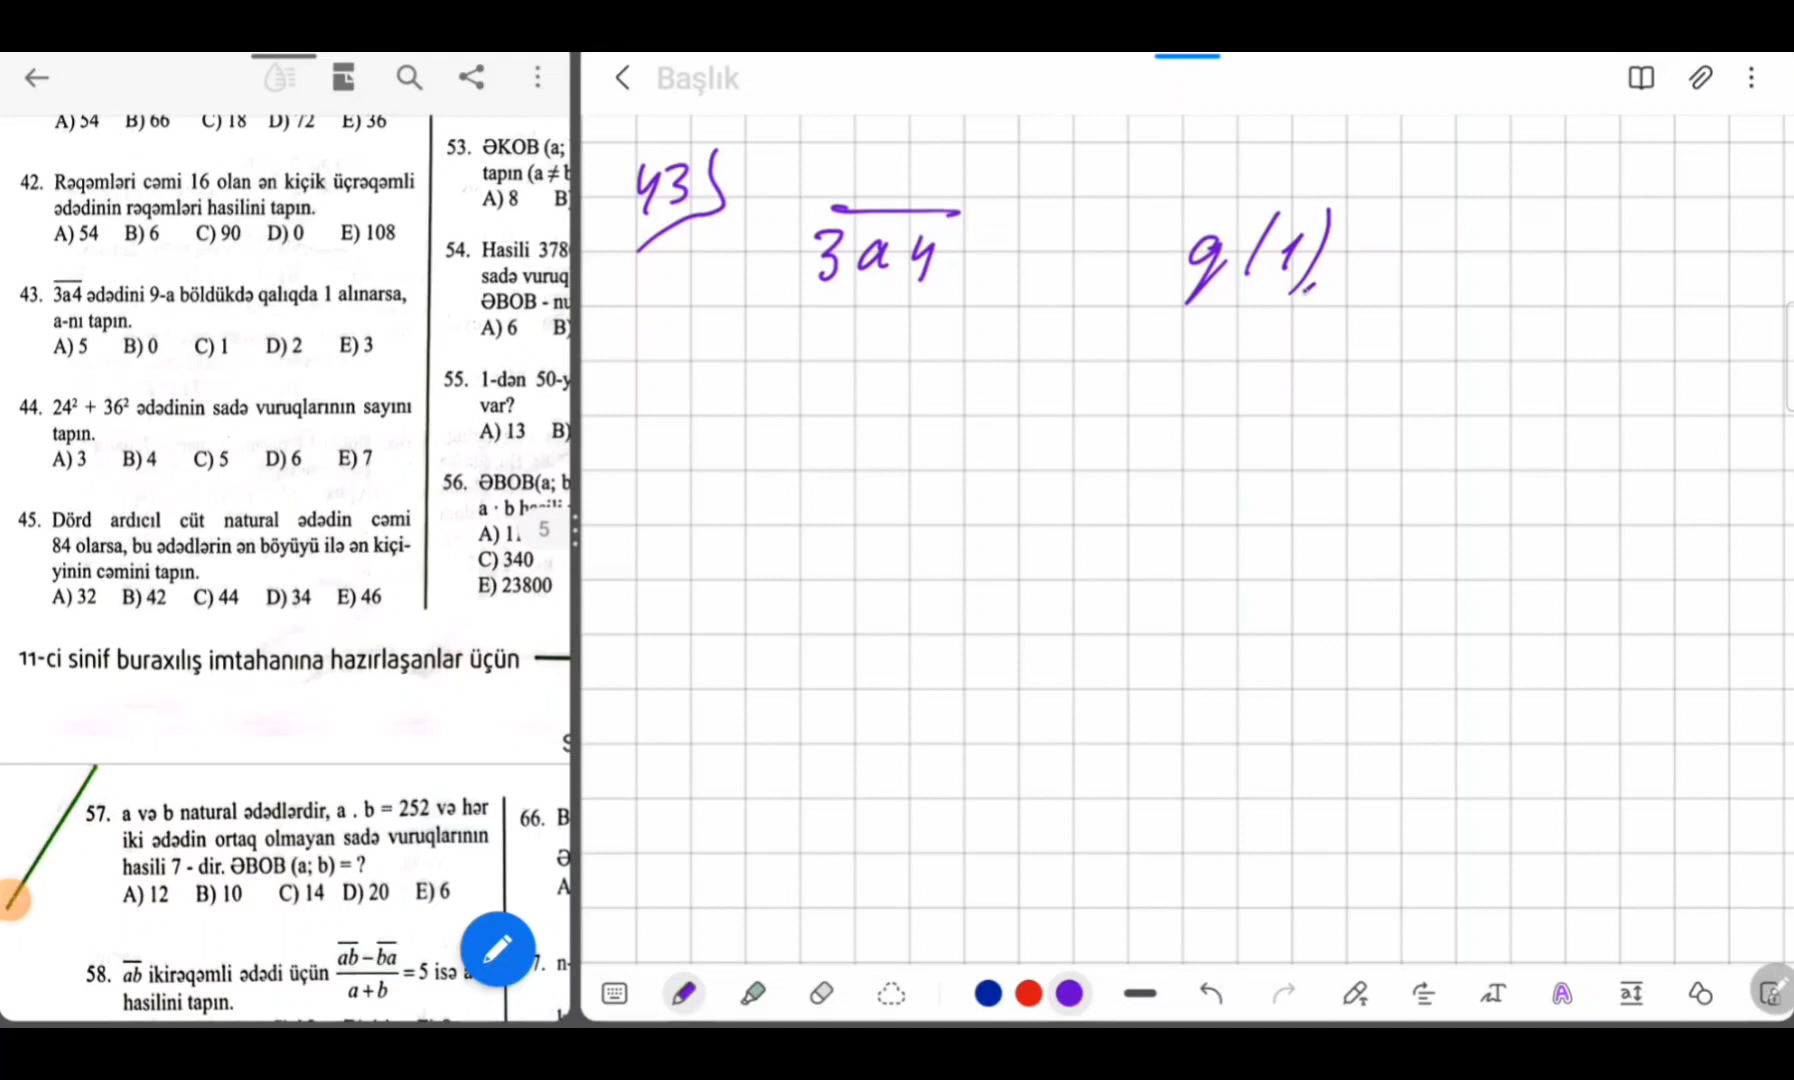 Başlık
A) 54 B) 66 C) 18 D) 72 E) 36
42. Rəqəmləri cəmi 16 olan ən kiçik üçrəqəmli
ədədinin rəqəmləri hasilini tapın.
A) 54 B) 6 C) 90 D) 0 E) 108
43. 3a4 ədədini 9-a böldükdə qalıqda 1 alınarsa,
a-nı tapın.
A) 5 B) 0 C) 1 D) 2 E) 3
44. 24² + 36² ədədinin sadə vuruqlarının sayını
tapın.
A) 3 B) 4 C) 5 D) 6 E) 7
45. Dörd ardıcıl cüt natural ədədin cəmi
84 olarsa, bu ədədlərin ən böyüyü ilə ən kiçi-
yinin cəmini tapın.
A) 32 B) 42 C) 44 D) 34 E) 46
53. ƏKOB (a;
tapın (a ≠ b
A) 8 B)
54. Hasili 378
sadə vuruq
ƏBOB - nu
A) 6 B)
55. 1-dən 50-y
var?
A) 13 B)
56. ƏBOB(a; b
a · b
A) 1
5
C) 340
E) 23800
11-ci sinif buraxılış imtahanına hazırlaşanlar üçün
57. a və b natural ədədlərdir, a . b = 252 və hər
iki ədədin ortaq olmayan sadə vuruqlarının
hasili 7 - dir. ƏBOB (a; b) = ?
A) 12 B) 10 C) 14 D) 20 E) 6
58. ab ikirəqəmli ədədi üçün ab – ba / a + b = 5 isə
hasilini tapın.
66. B
Ə
A
7. n-
43
3a4 9(1)